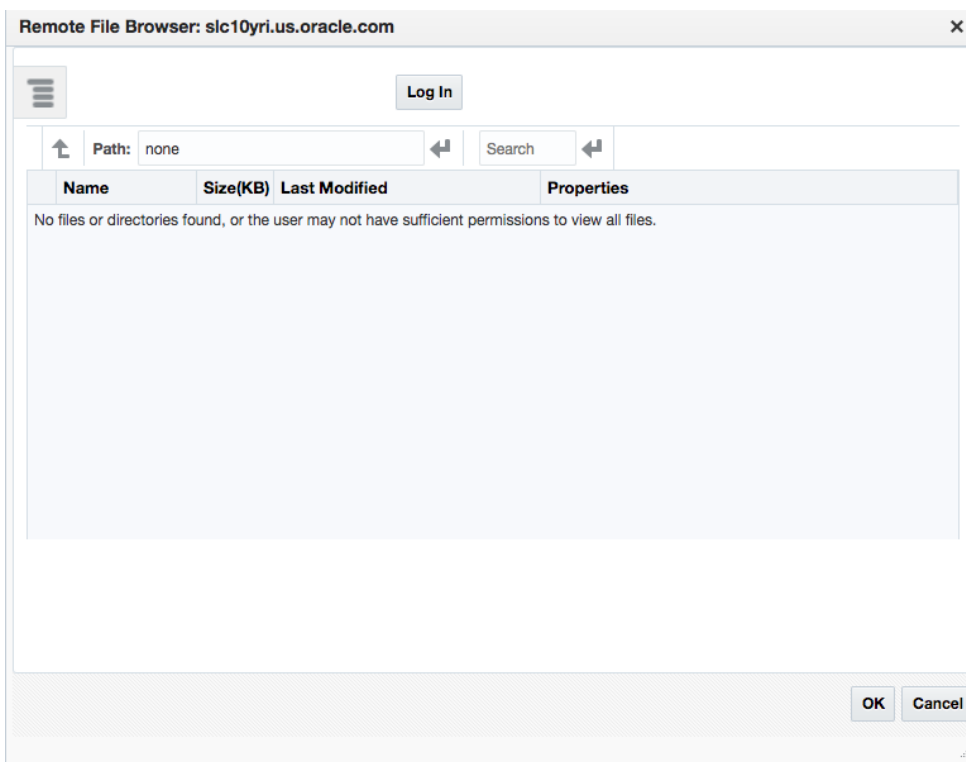 Remote File Browser: slc10yri.us.oracle.com
Log In
Path: none Search
Name Size(KB) Last Modified Properties
No files or directories found, or the user may not have sufficient permissions to view all files.
OK Cancel